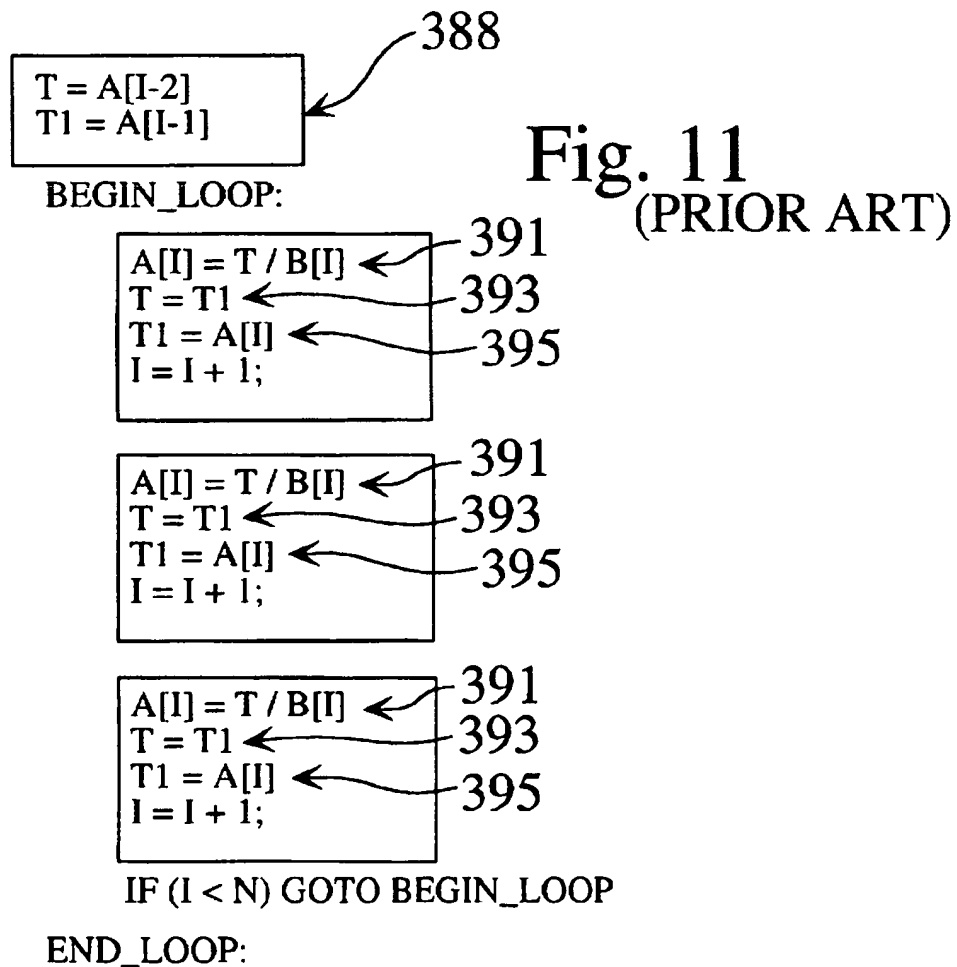 388
T = A[I-2]
T1 = A[I-1]
Fig. 11
(PRIOR ART)
BEGIN_LOOP:
A[I] = T / B[I] 391
T = T1 393
T1 = A[I] 395
I = I + 1;
A[I] = T / B[I] 391
T = T1 393
T1 = A[I] 395
I = I + 1;
A[I] = T / B[I] 391
T = T1 393
T1 = A[I] 395
I = I + 1;
IF (I < N) GOTO BEGIN_LOOP
END_LOOP: